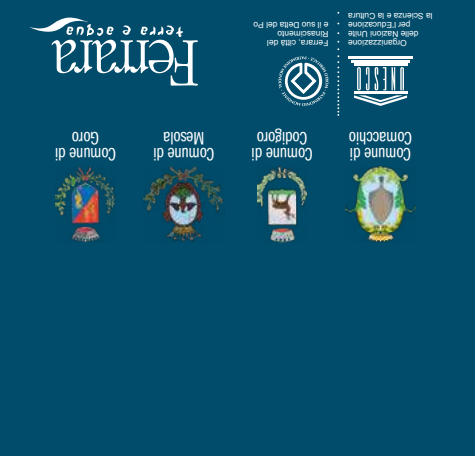 Comune di
Comacchio
Comune di
Codigoro
Comune di
Mesola
Comune di
Goro
UNESCO
Organizzazione
delle Nazioni Unite
per l'Educazione
la Scienza e la Cultura
Ferrara, città del
Rinascimento
e il suo Delta del Po
Ferrara
terra e acqua